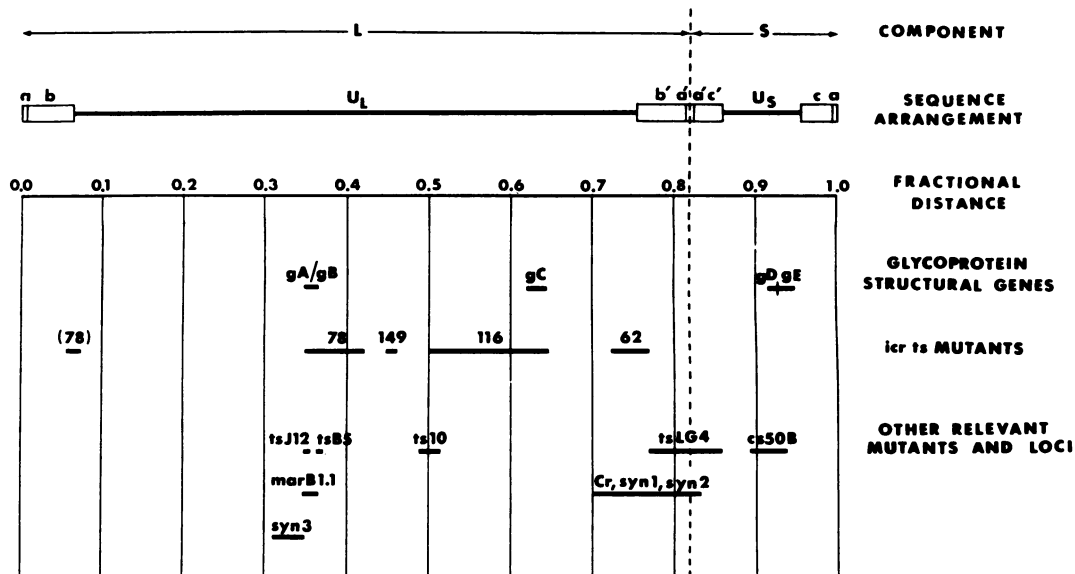 L S COMPONENT
a b U_L b′ a′ a′ c′ U_S c a SEQUENCE
ARRANGEMENT
0.0 0.1 0.2 0.3 0.4 0.5 0.6 0.7 0.8 0.9 1.0 FRACTIONAL
DISTANCE
gA/gB gC gD gE GLYCOPROTEIN
STRUCTURAL GENES
(78) 78 149 116 62 icr ts MUTANTS
tsJ12 tsB5 ts10 tsLG4 cs50B OTHER RELEVANT
MUTANTS AND LOCI
marB1.1 Cr, syn1, syn2
syn3